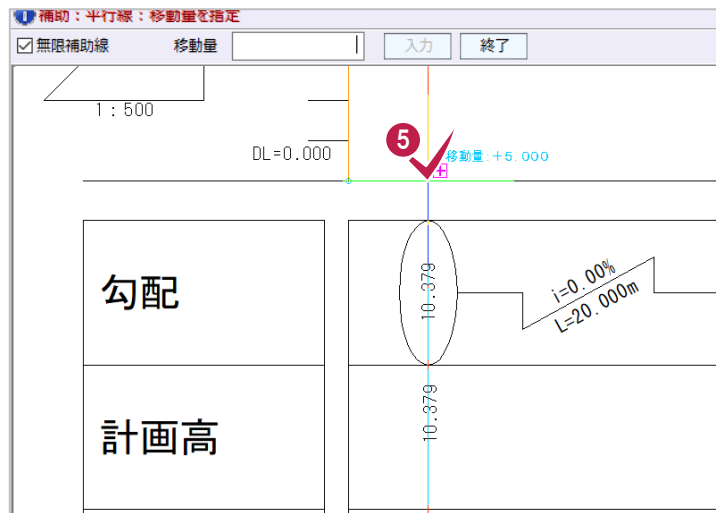 補助：平行線：移動量を指定
無限補助線 移動量 入力 終了
1：500
DL=0.000
5
移動量：+5.000
勾配
10.379
i=0.00%
L=20.000m
計画高
10.379